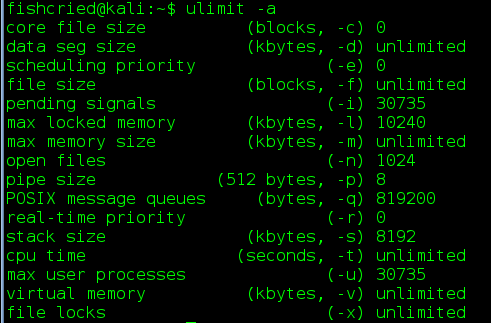 fishcried@kali:~$ ulimit -a
core file size          (blocks, -c) 0
data seg size           (kbytes, -d) unlimited
scheduling priority             (-e) 0
file size               (blocks, -f) unlimited
pending signals                 (-i) 30735
max locked memory       (kbytes, -l) 10240
max memory size         (kbytes, -m) unlimited
open files                      (-n) 1024
pipe size            (512 bytes, -p) 8
POSIX message queues     (bytes, -q) 819200
real-time priority              (-r) 0
stack size              (kbytes, -s) 8192
cpu time               (seconds, -t) unlimited
max user processes              (-u) 30735
virtual memory          (kbytes, -v) unlimited
file locks                      (-x) unlimited